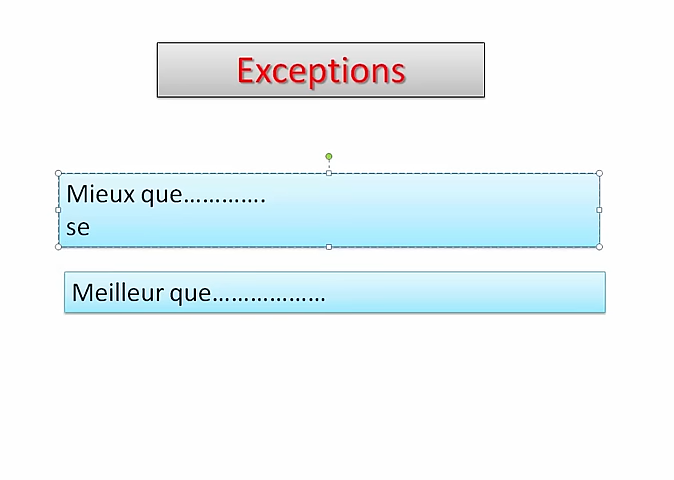 Exceptions
Mieux que………….
se
Meilleur que………………